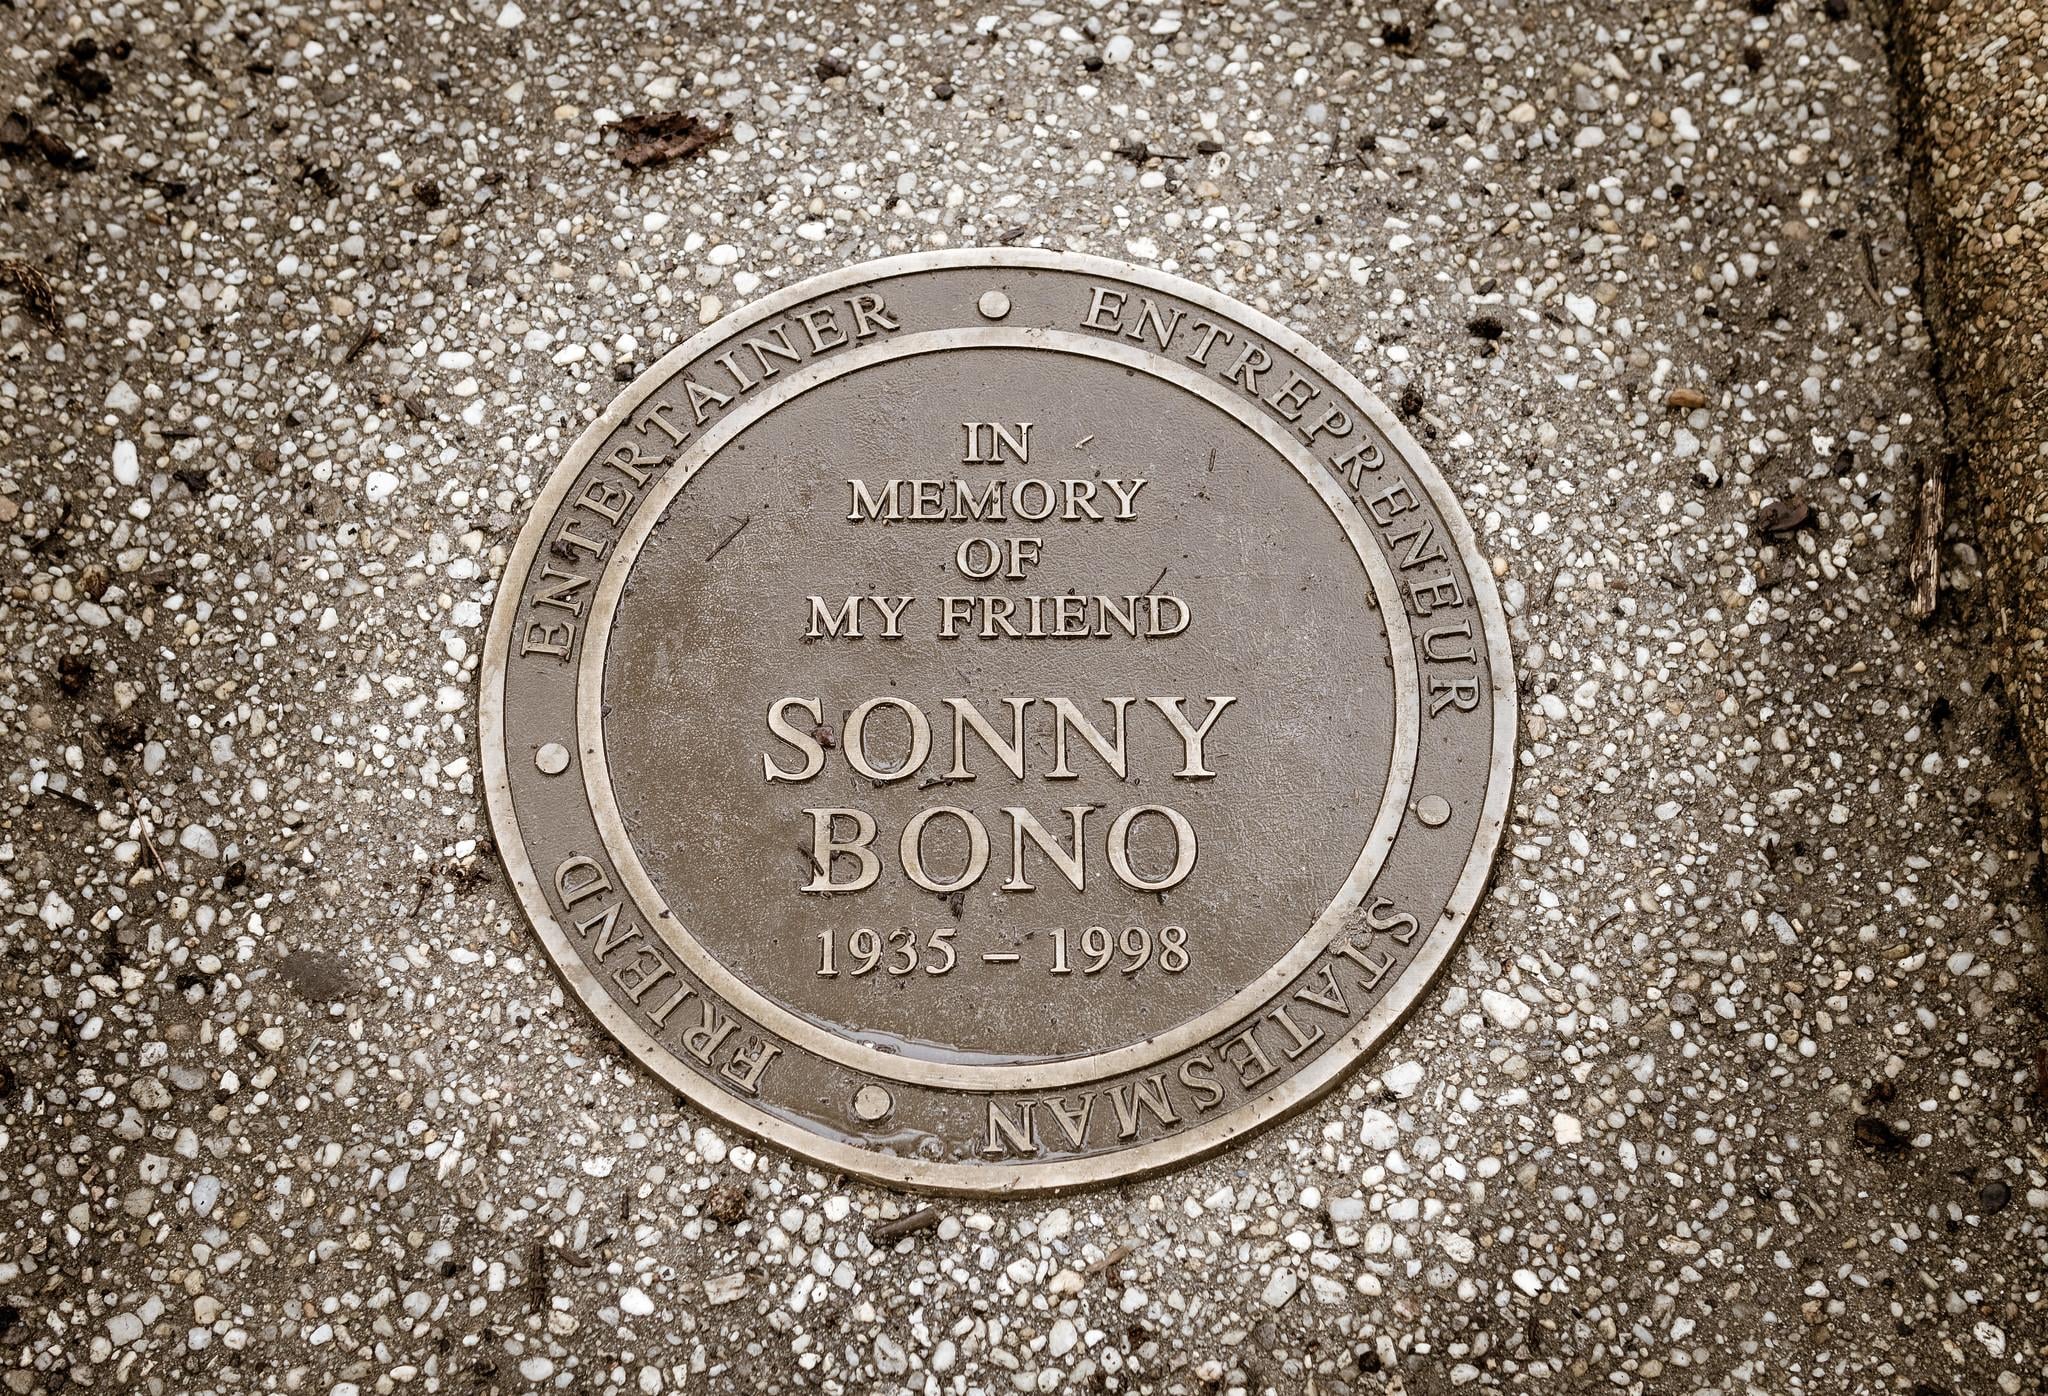 IN
MEMORY
OF
MY FRIEND
SONNY
BONO
1935 – 1998
ENTERTAINER • ENTREPRENEUR • STATESMAN • FRIEND •